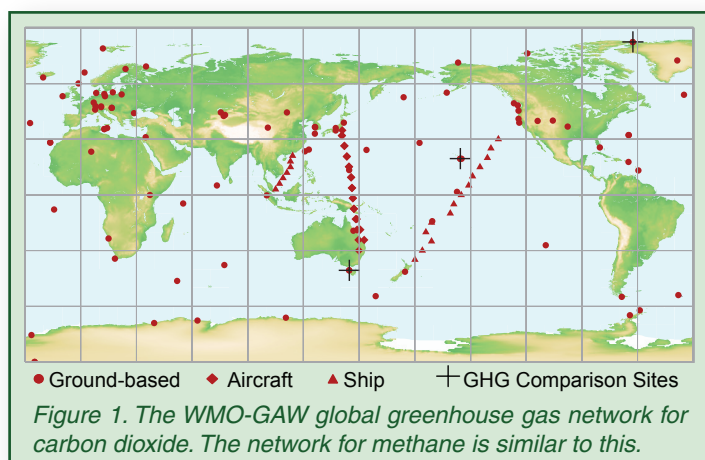 Ground-based Aircraft Ship GHG Comparison Sites
Figure 1. The WMO-GAW global greenhouse gas network for
carbon dioxide. The network for methane is similar to this.